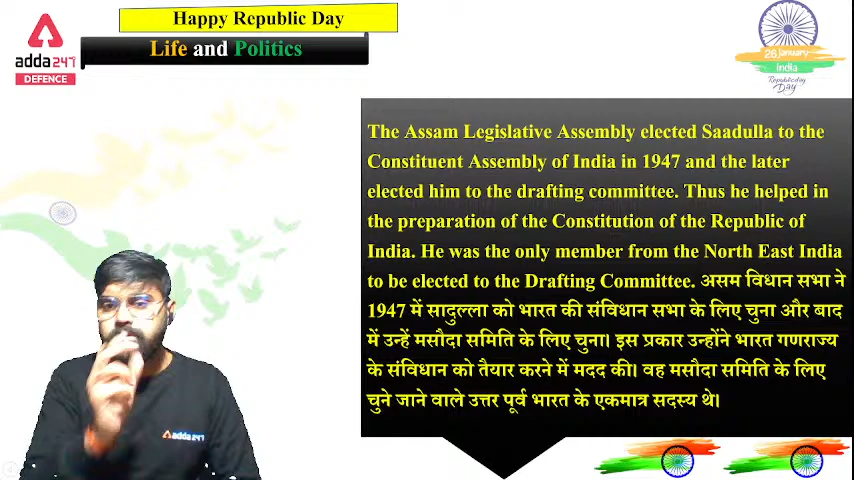 Happy Republic Day
Life and Politics
adda247
DEFENCE
26 january
india
Republic day
DAY
The Assam Legislative Assembly elected Saadulla to the
Constituent Assembly of India in 1947 and the later
elected him to the drafting committee. Thus he helped in
the preparation of the Constitution of the Republic of
India. He was the only member from the North East India
to be elected to the Drafting Committee. असम विधान सभा ने
1947 में सादुल्ला को भारत की संविधान सभा के लिए चुना और बाद
में उन्हें मसौदा समिति के लिए चुना। इस प्रकार उन्होंने भारत गणराज्य
के संविधान को तैयार करने में मदद की। वह मसौदा समिति के लिए
चुने जाने वाले उत्तर पूर्व भारत के एकमात्र सदस्य थे।
adda247